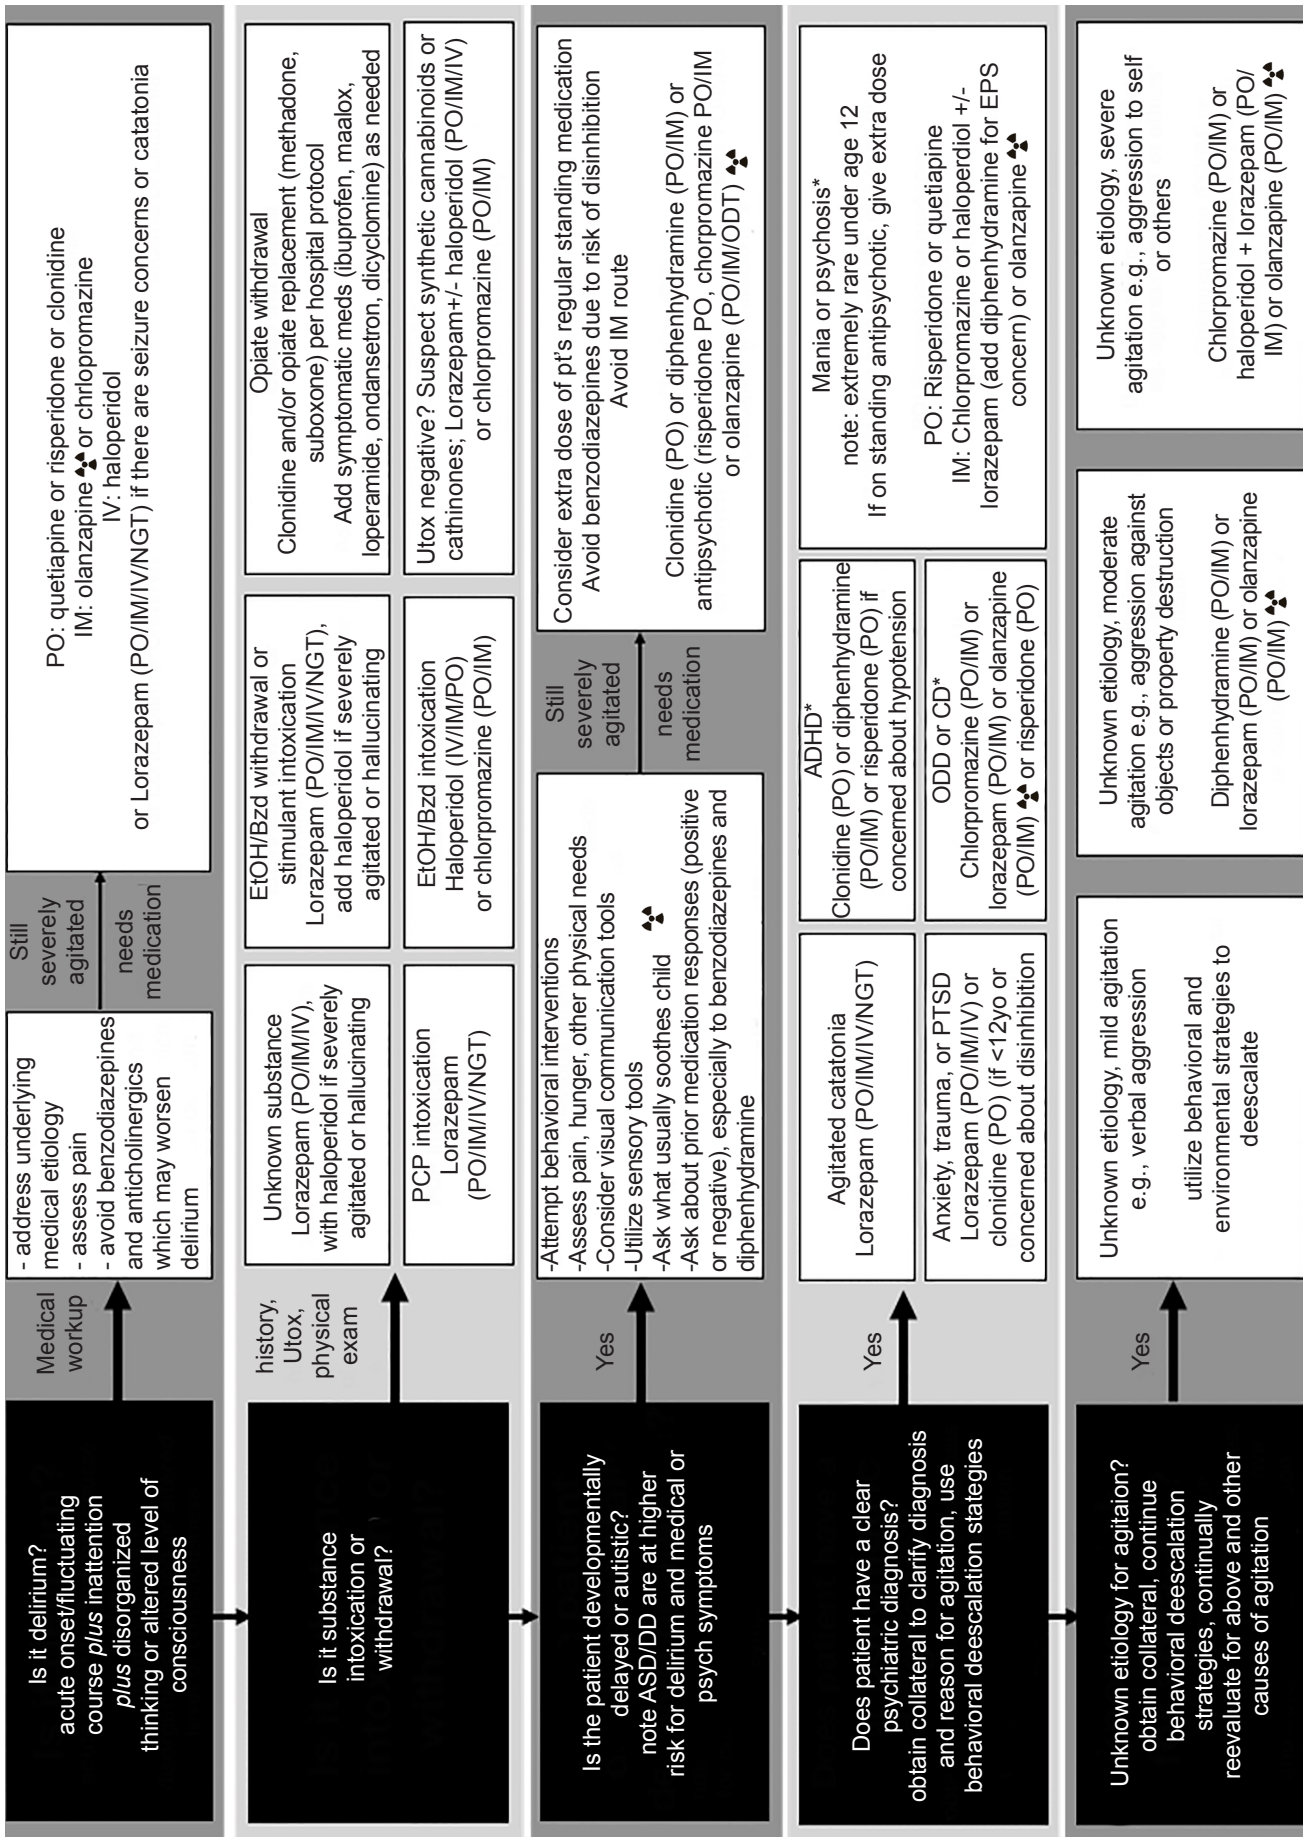 Is it delirium?
acute onset/fluctuating
course plus inattention
plus disorganized
thinking or altered level of
consciousness
Medical
workup
- address underlying
medical etiology
- assess pain
- avoid benzodiazepines
and anticholinergics
which may worsen
delirium
Still
severely
agitated
needs
medication
PO: quetiapine or risperidone or clonidine
IM: olanzapine ☢ or chrlopromazine
IV: haloperidol
or Lorazepam (PO/IM/IV/NGT) if there are seizure concerns or catatonia
Is it substance
intoxication or
withdrawal?
history,
Utox,
physical
exam
Unknown substance
Lorazepam (PO/IM/IV),
with haloperidol if severely
agitated or hallucinating
PCP intoxication
Lorazepam
(PO/IM/IV/NGT)
EtOH/Bzd withdrawal or
stimulant intoxication
Lorazepam (PO/IM/IV/NGT),
add haloperidol if severely
agitated or hallucinating
EtOH/Bzd intoxication
Haloperidol (IV/IM/PO)
or chlorpromazine (PO/IM)
Opiate withdrawal
Clonidine and/or opiate replacement (methadone,
suboxone) per hospital protocol
Add symptomatic meds (ibuprofen, maalox,
loperamide, ondansetron, dicyclomine) as needed
Utox negative? Suspect synthetic cannabinoids or
cathinones; Lorazepam+/- haloperidol (PO/IM/IV)
or chlorpromazine (PO/IM)
Is the patient developmentally
delayed or autistic?
note ASD/DD are at higher
risk for delirium and medical or
psych symptoms
Yes
-Attempt behavioral interventions
-Assess pain, hunger, other physical needs
-Consider visual communication tools
-Utilize sensory tools
-Ask what usually soothes child ☢
-Ask about prior medication responses (positive
or negative), especially to benzodiazepines and
diphenhydramine
Still
severely
agitated
needs
medication
Consider extra dose of pt's regular standing medication
Avoid benzodiazepines due to risk of disinhibition
Avoid IM route
Clonidine (PO) or diphenhydramine (PO/IM) or
antipsychotic (risperidone PO, chorpromazine PO/IM
or olanzapine (PO/IM/ODT) ☢
Does patient have a clear
psychiatric diagnosis?
obtain collateral to clarify diagnosis
and reason for agitation, use
behavioral deescalation stategies
Yes
Agitated catatonia
Lorazepam (PO/IM/IV/NGT)
Anxiety, trauma, or PTSD
Lorazepam (PO/IM/IV) or
clonidine (PO) (if <12yo or
concerned about disinhibition
ADHD*
Clonidine (PO) or diphenhydramine
(PO/IM) or risperidone (PO) if
concerned about hypotension
ODD or CD*
Chlorpromazine (PO/IM) or
lorazepam (PO/IM) or olanzapine
(PO/IM) ☢ or risperidone (PO)
Mania or psychosis*
note: extremely rare under age 12
If on standing antipsychotic, give extra dose
PO: Risperidone or quetiapine
IM: Chlorpromazine or haloperdiol +/-
lorazepam (add diphenhydramine for EPS
concern) or olanzapine ☢
Unknown etiology for agitaion?
obtain collateral, continue
behavioral deescalation
strategies, continually
reevaluate for above and other
causes of agitation
Yes
Unknown etiology, mild agitation
e.g., verbal aggression
utilize behavioral and
environmental strategies to
deescalate
Unknown etiology, moderate
agitation e.g., aggression against
objects or property destruction
Diphenhydramine (PO/IM) or
lorazepam (PO/IM) or olanzapine
(PO/IM) ☢
Unknown etiology, severe
agitation e.g., aggression to self
or others
Chlorpromazine (PO/IM) or
haloperidol + lorazepam (PO/
IM) or olanzapine (PO/IM) ☢